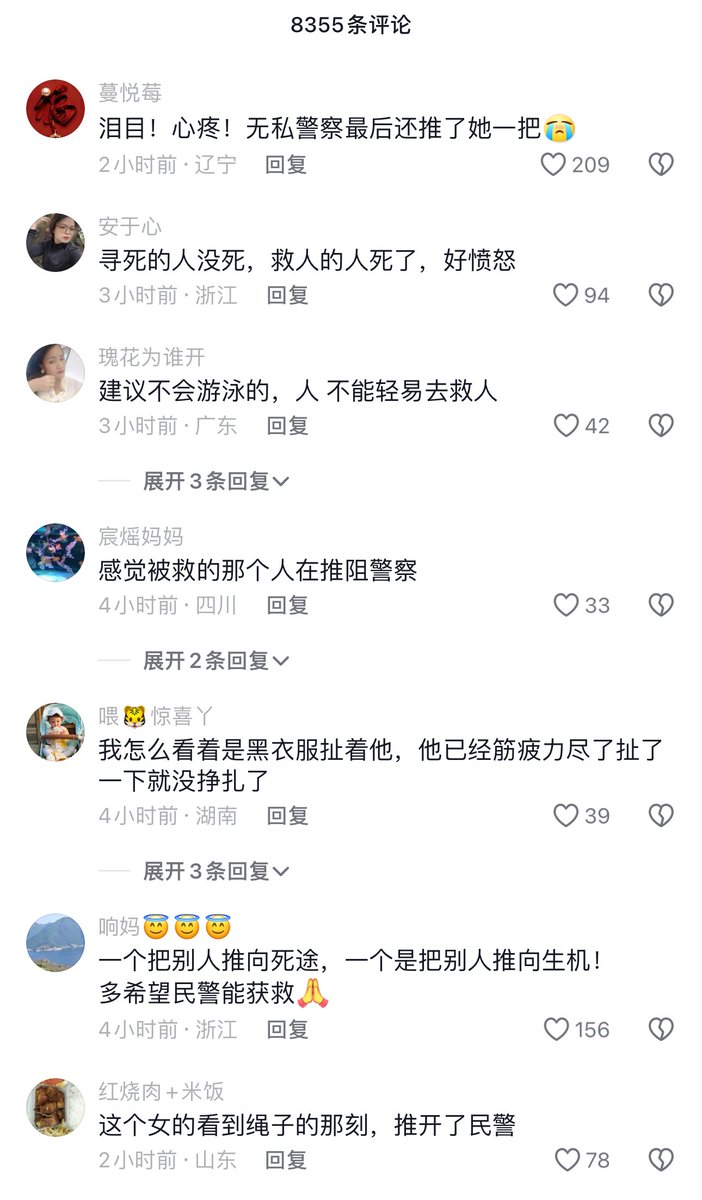 8355条评论
蔓悦莓
泪目！心疼！无私警察最后还推了她一把😭
2小时前·辽宁 回复 209
安于心
寻死的人没死，救人的人死了，好愤怒
3小时前·浙江 回复 94
瑰花为谁开
建议不会游泳的，人 不能轻易去救人
3小时前·广东 回复 42
展开3条回复
宸熎妈妈
感觉被救的那个人在推阻警察
4小时前·四川 回复 33
展开2条回复
喂🐯惊喜丫
我怎么看着是黑衣服扯着他，他已经筋疲力尽了扯了
一下就没挣扎了
4小时前·湖南 回复 39
展开3条回复
响妈😇😇😇
一个把别人推向死途，一个是把别人推向生机！
多希望民警能获救🙏
4小时前·浙江 回复 156
红烧肉+米饭
这个女的看到绳子的那刻，推开了民警
2小时前·山东 回复 78